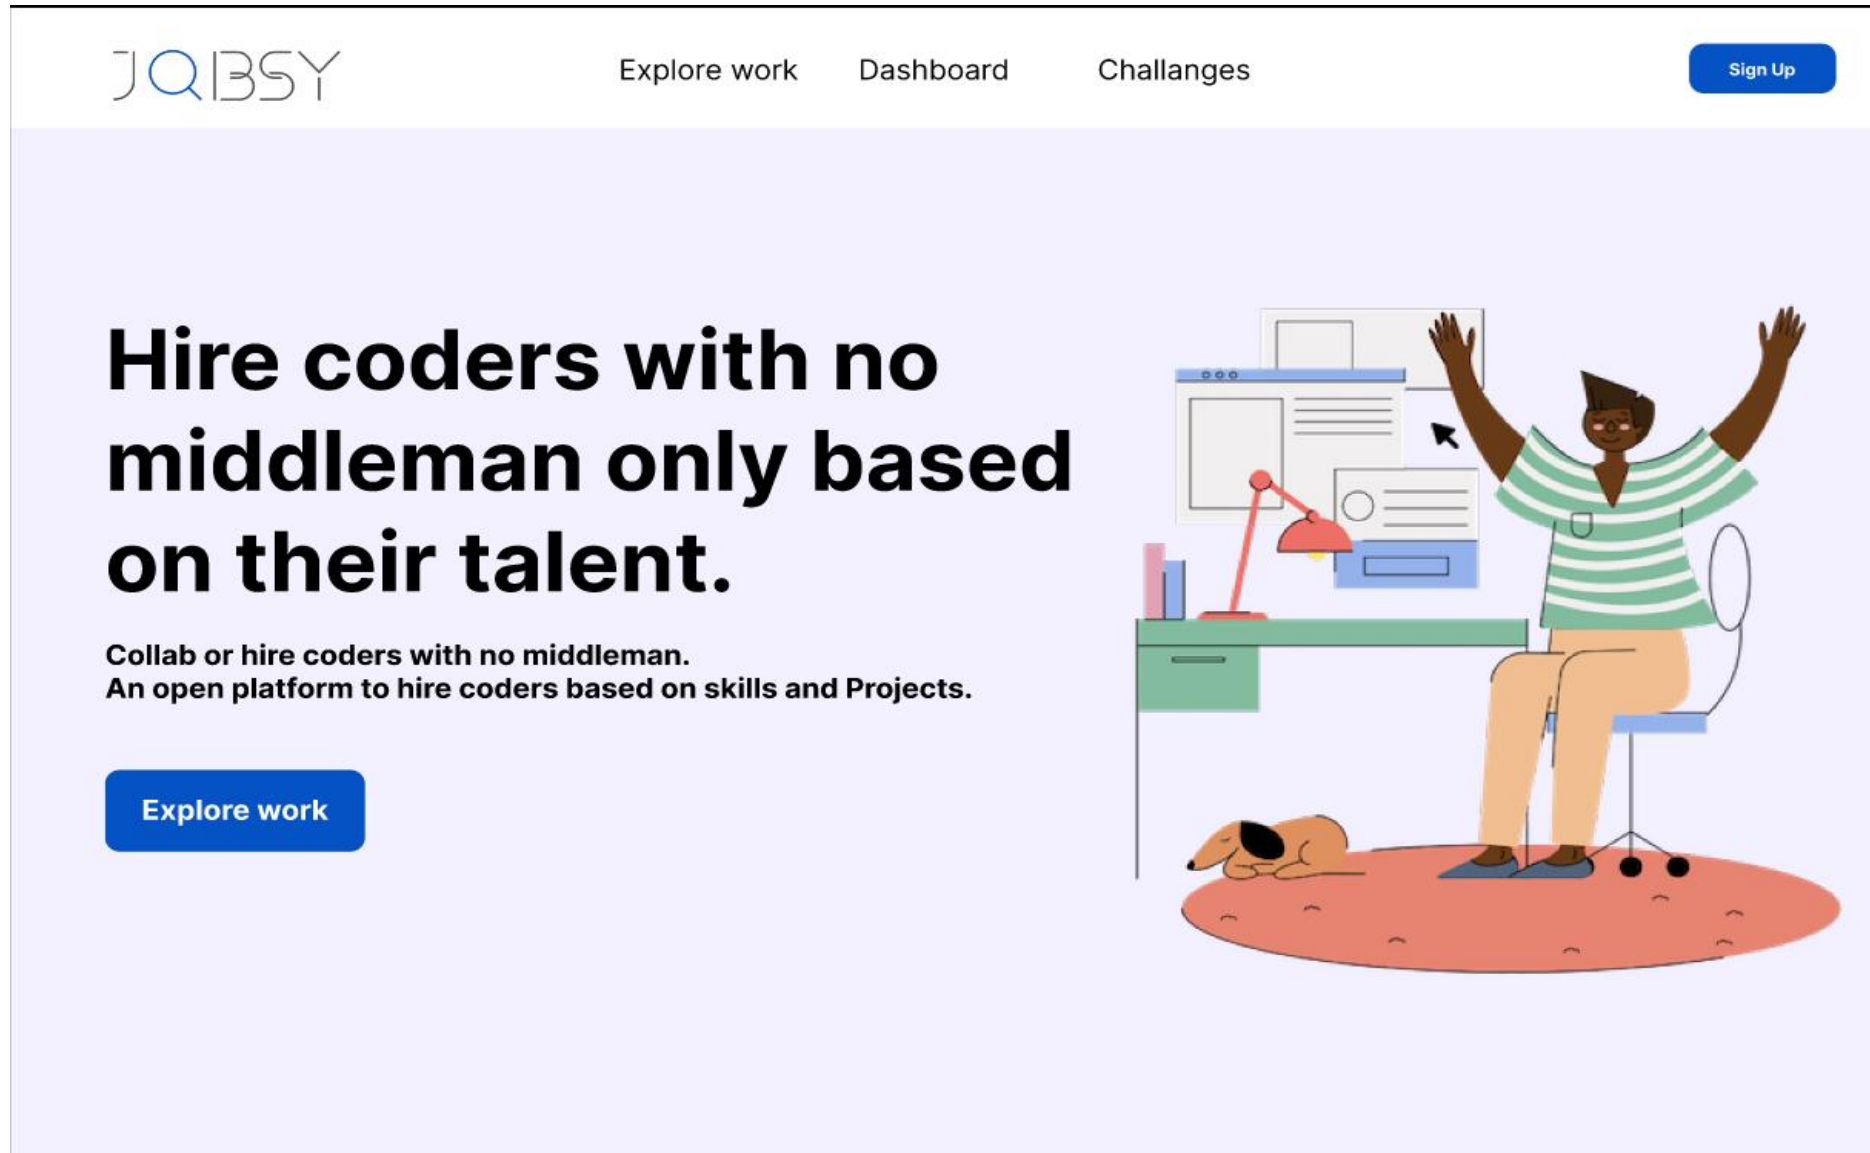 JOBSY
Explore work
Dashboard
Challanges
Sign Up
Hire coders with no
middleman only based
on their talent.
Collab or hire coders with no middleman.
An open platform to hire coders based on skills and Projects.
Explore work